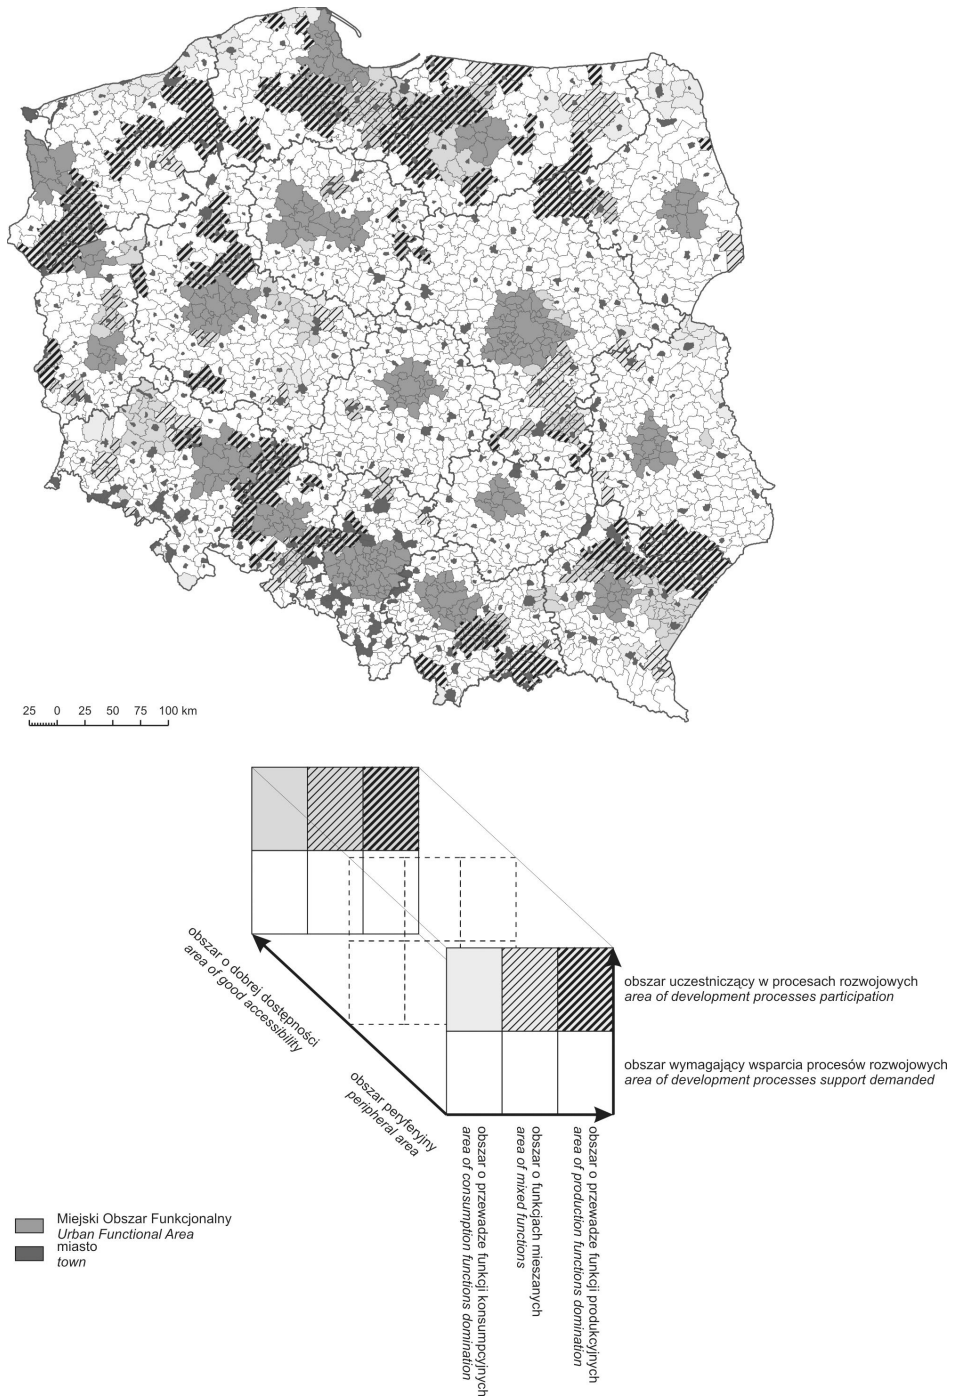 25 0 25 50 75 100 km
obszar o dobrej dostępności
area of good accessibility
obszar peryferyjny
peripheral area
obszar uczestniczący w procesach rozwojowych
area of development processes participation
obszar wymagający wsparcia procesów rozwojowych
area of development processes support demanded
obszar o przewadze funkcji konsumpcyjnych
area of consumption functions domination
obszar o funkcjach mieszanych
area of mixed functions
obszar o przewadze funkcji produkcyjnych
area of production functions domination
Miejski Obszar Funkcjonalny
Urban Functional Area
miasto
town